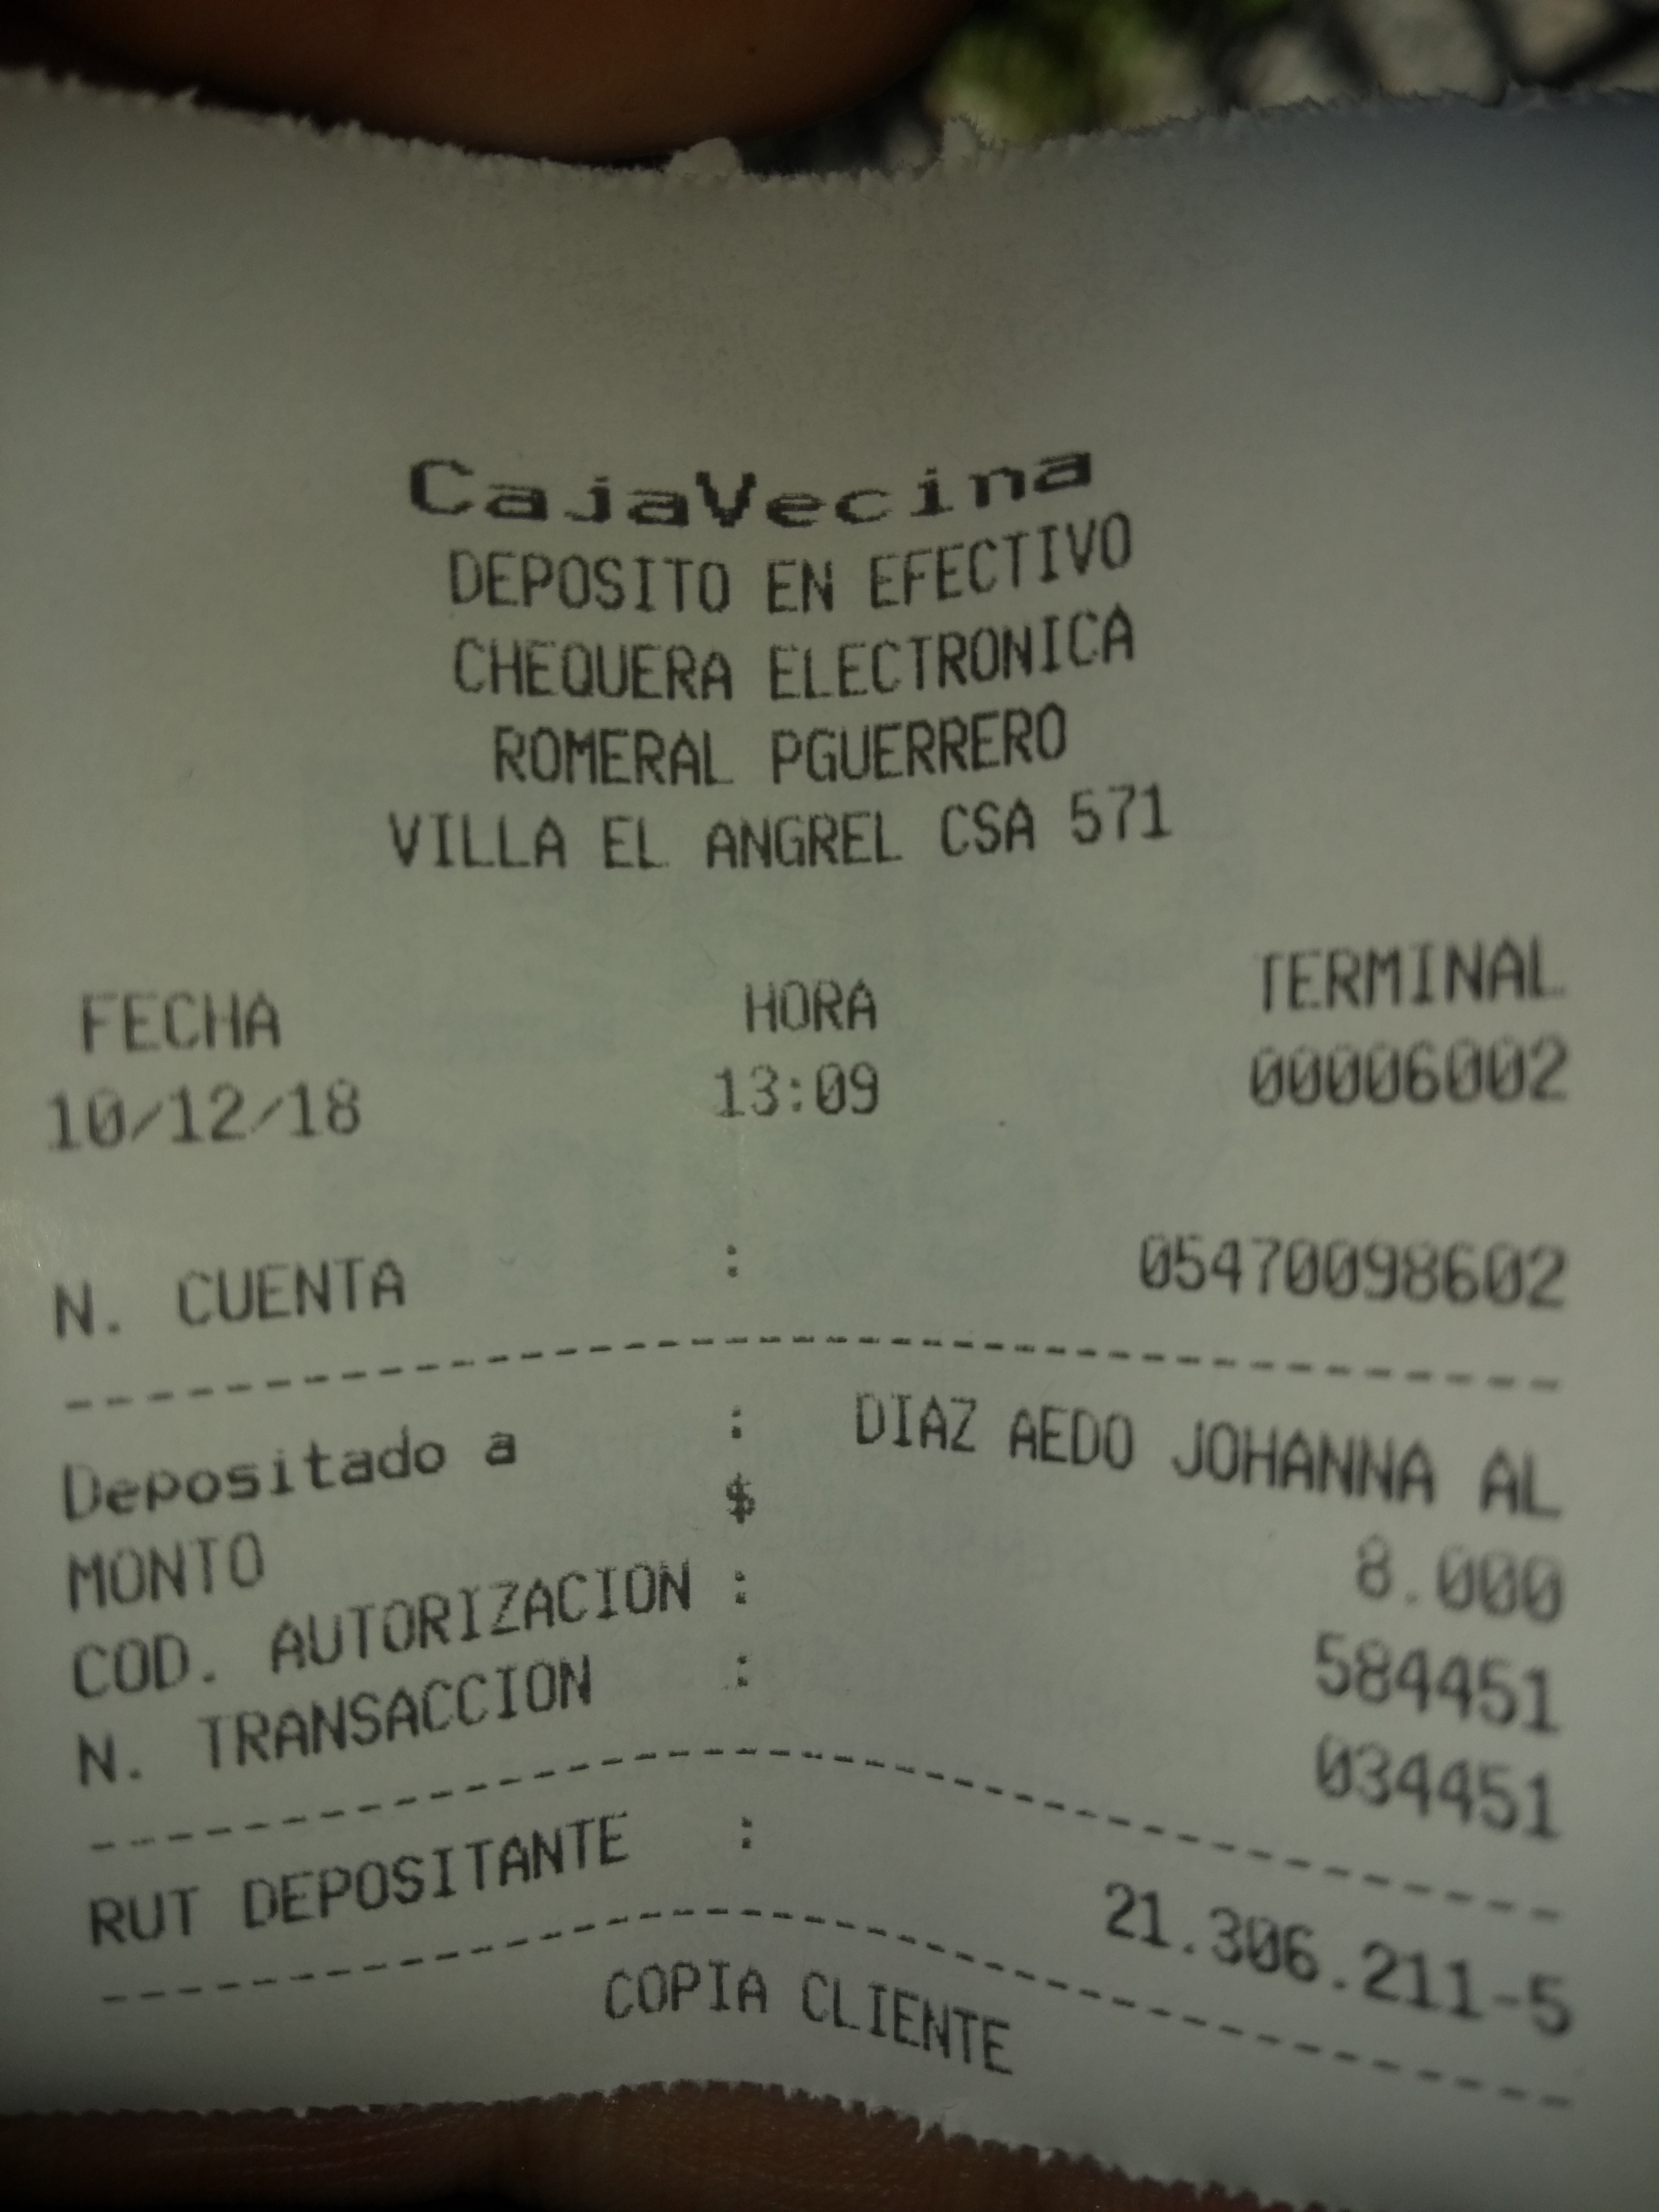 CajaVecina
DEPOSITO EN EFECTIVO
CHEQUERA ELECTRONICA
ROMERAL PGUERRERO
VILLA EL ANGREL CSA 571
FECHA HORA TERMINAL
10/12/18 13:09 00006002
N. CUENTA : 05470098602
Depositado a : DIAZ AEDO JOHANNA AL
MONTO $ 8.000
COD. AUTORIZACION : 584451
N. TRANSACCION : 034451
RUT DEPOSITANTE : 21.306.211-5
COPIA CLIENTE